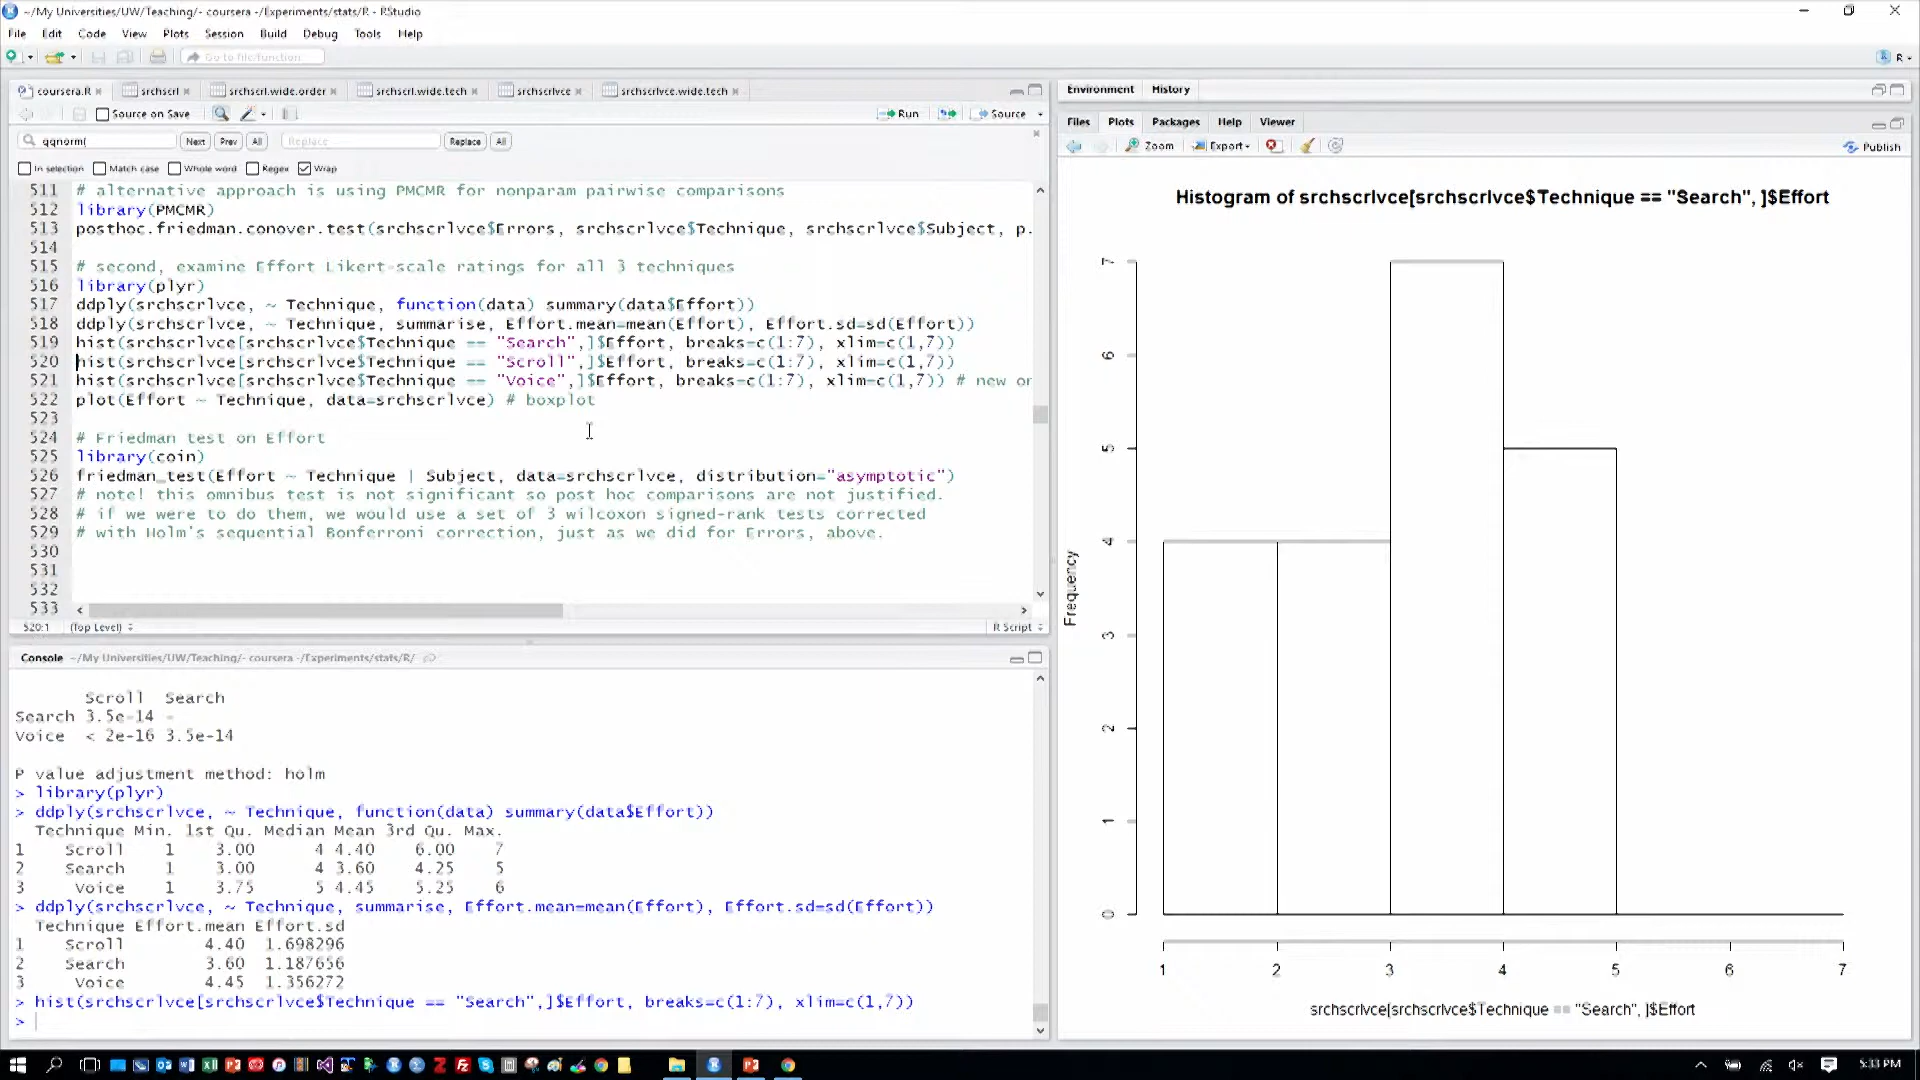 ~/My Universities/UW/Teaching/- coursera -/Experiments/stats/R - RStudio
File Edit Code View Plots Session Build Debug Tools Help
Go to file/function
R
coursera.R
srchscrl
srchscrl.wide.order
srchscrl.wide.tech
srchscrlvce
srchscrlvce.wide.tech
Source on Save
Run
Source
qqnorm(
Next
Prev
All
Replace
Replace
All
In selection
Match case
Whole word
Regex
Wrap
511 # alternative approach is using PMCMR for nonparam pairwise comparisons
512 library(PMCMR)
513 posthoc.friedman.conover.test(srchscrlvce$Errors, srchscrlvce$Technique, srchscrlvce$Subject, p.
514
515 # second, examine Effort Likert-scale ratings for all 3 techniques
516 library(plyr)
517 ddply(srchscrlvce, ~ Technique, function(data) summary(data$Effort))
518 ddply(srchscrlvce, ~ Technique, summarise, Effort.mean=mean(Effort), Effort.sd=sd(Effort))
519 hist(srchscrlvce[srchscrlvce$Technique == "Search",]$Effort, breaks=c(1:7), xlim=c(1,7))
520 hist(srchscrlvce[srchscrlvce$Technique == "Scroll",]$Effort, breaks=c(1:7), xlim=c(1,7))
521 hist(srchscrlvce[srchscrlvce$Technique == "Voice",]$Effort, breaks=c(1:7), xlim=c(1,7)) # new or
522 plot(Effort ~ Technique, data=srchscrlvce) # boxplot
523
524 # Friedman test on Effort
525 library(coin)
526 friedman_test(Effort ~ Technique | Subject, data=srchscrlvce, distribution="asymptotic")
527 # note! this omnibus test is not significant so post hoc comparisons are not justified.
528 # if we were to do them, we would use a set of 3 wilcoxon signed-rank tests corrected
529 # with Holm's sequential Bonferroni correction, just as we did for Errors, above.
530
531
532
533
520:1 (Top Level) R Script
Console ~/My Universities/UW/Teaching/- coursera -/Experiments/stats/R/
Scroll Search
Search 3.5e-14 -
Voice < 2e-16 3.5e-14
P value adjustment method: holm
> library(plyr)
> ddply(srchscrlvce, ~ Technique, function(data) summary(data$Effort))
Technique Min. 1st Qu. Median Mean 3rd Qu. Max.
1 Scroll 1 3.00 4 4.40 6.00 7
2 Search 1 3.00 4 3.60 4.25 5
3 Voice 1 3.75 5 4.45 5.25 6
> ddply(srchscrlvce, ~ Technique, summarise, Effort.mean=mean(Effort), Effort.sd=sd(Effort))
Technique Effort.mean Effort.sd
1 Scroll 4.40 1.698296
2 Search 3.60 1.187656
3 Voice 4.45 1.356272
> hist(srchscrlvce[srchscrlvce$Technique == "Search",]$Effort, breaks=c(1:7), xlim=c(1,7))
>
Environment History
Files Plots Packages Help Viewer
Zoom Export Publish
Histogram of srchscrlvce[srchscrlvce$Technique == "Search", ]$Effort
Frequency
7
6
5
4
3
2
1
0
1 2 3 4 5 6 7
srchscrlvce[srchscrlvce$Technique == "Search", ]$Effort
5:33 PM